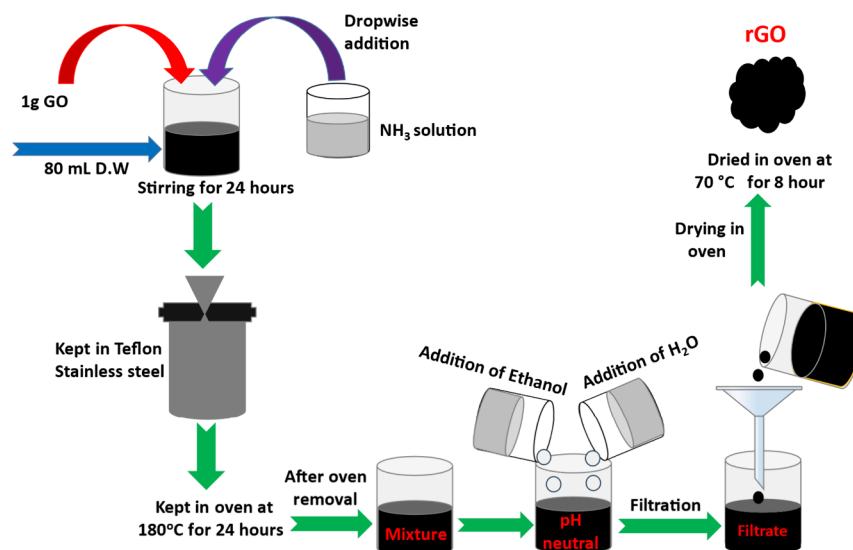 Dropwise
addition
1g GO
NH₃ solution
80 mL D.W
Stirring for 24 hours
Kept in Teflon
Stainless steel
Kept in oven at
180°C for 24 hours
After oven
removal
Mixture
Addition of Ethanol
Addition of H₂O
pH
neutral
Filtration
Filtrate
Drying in
oven
Dried in oven at
70 °C for 8 hour
rGO